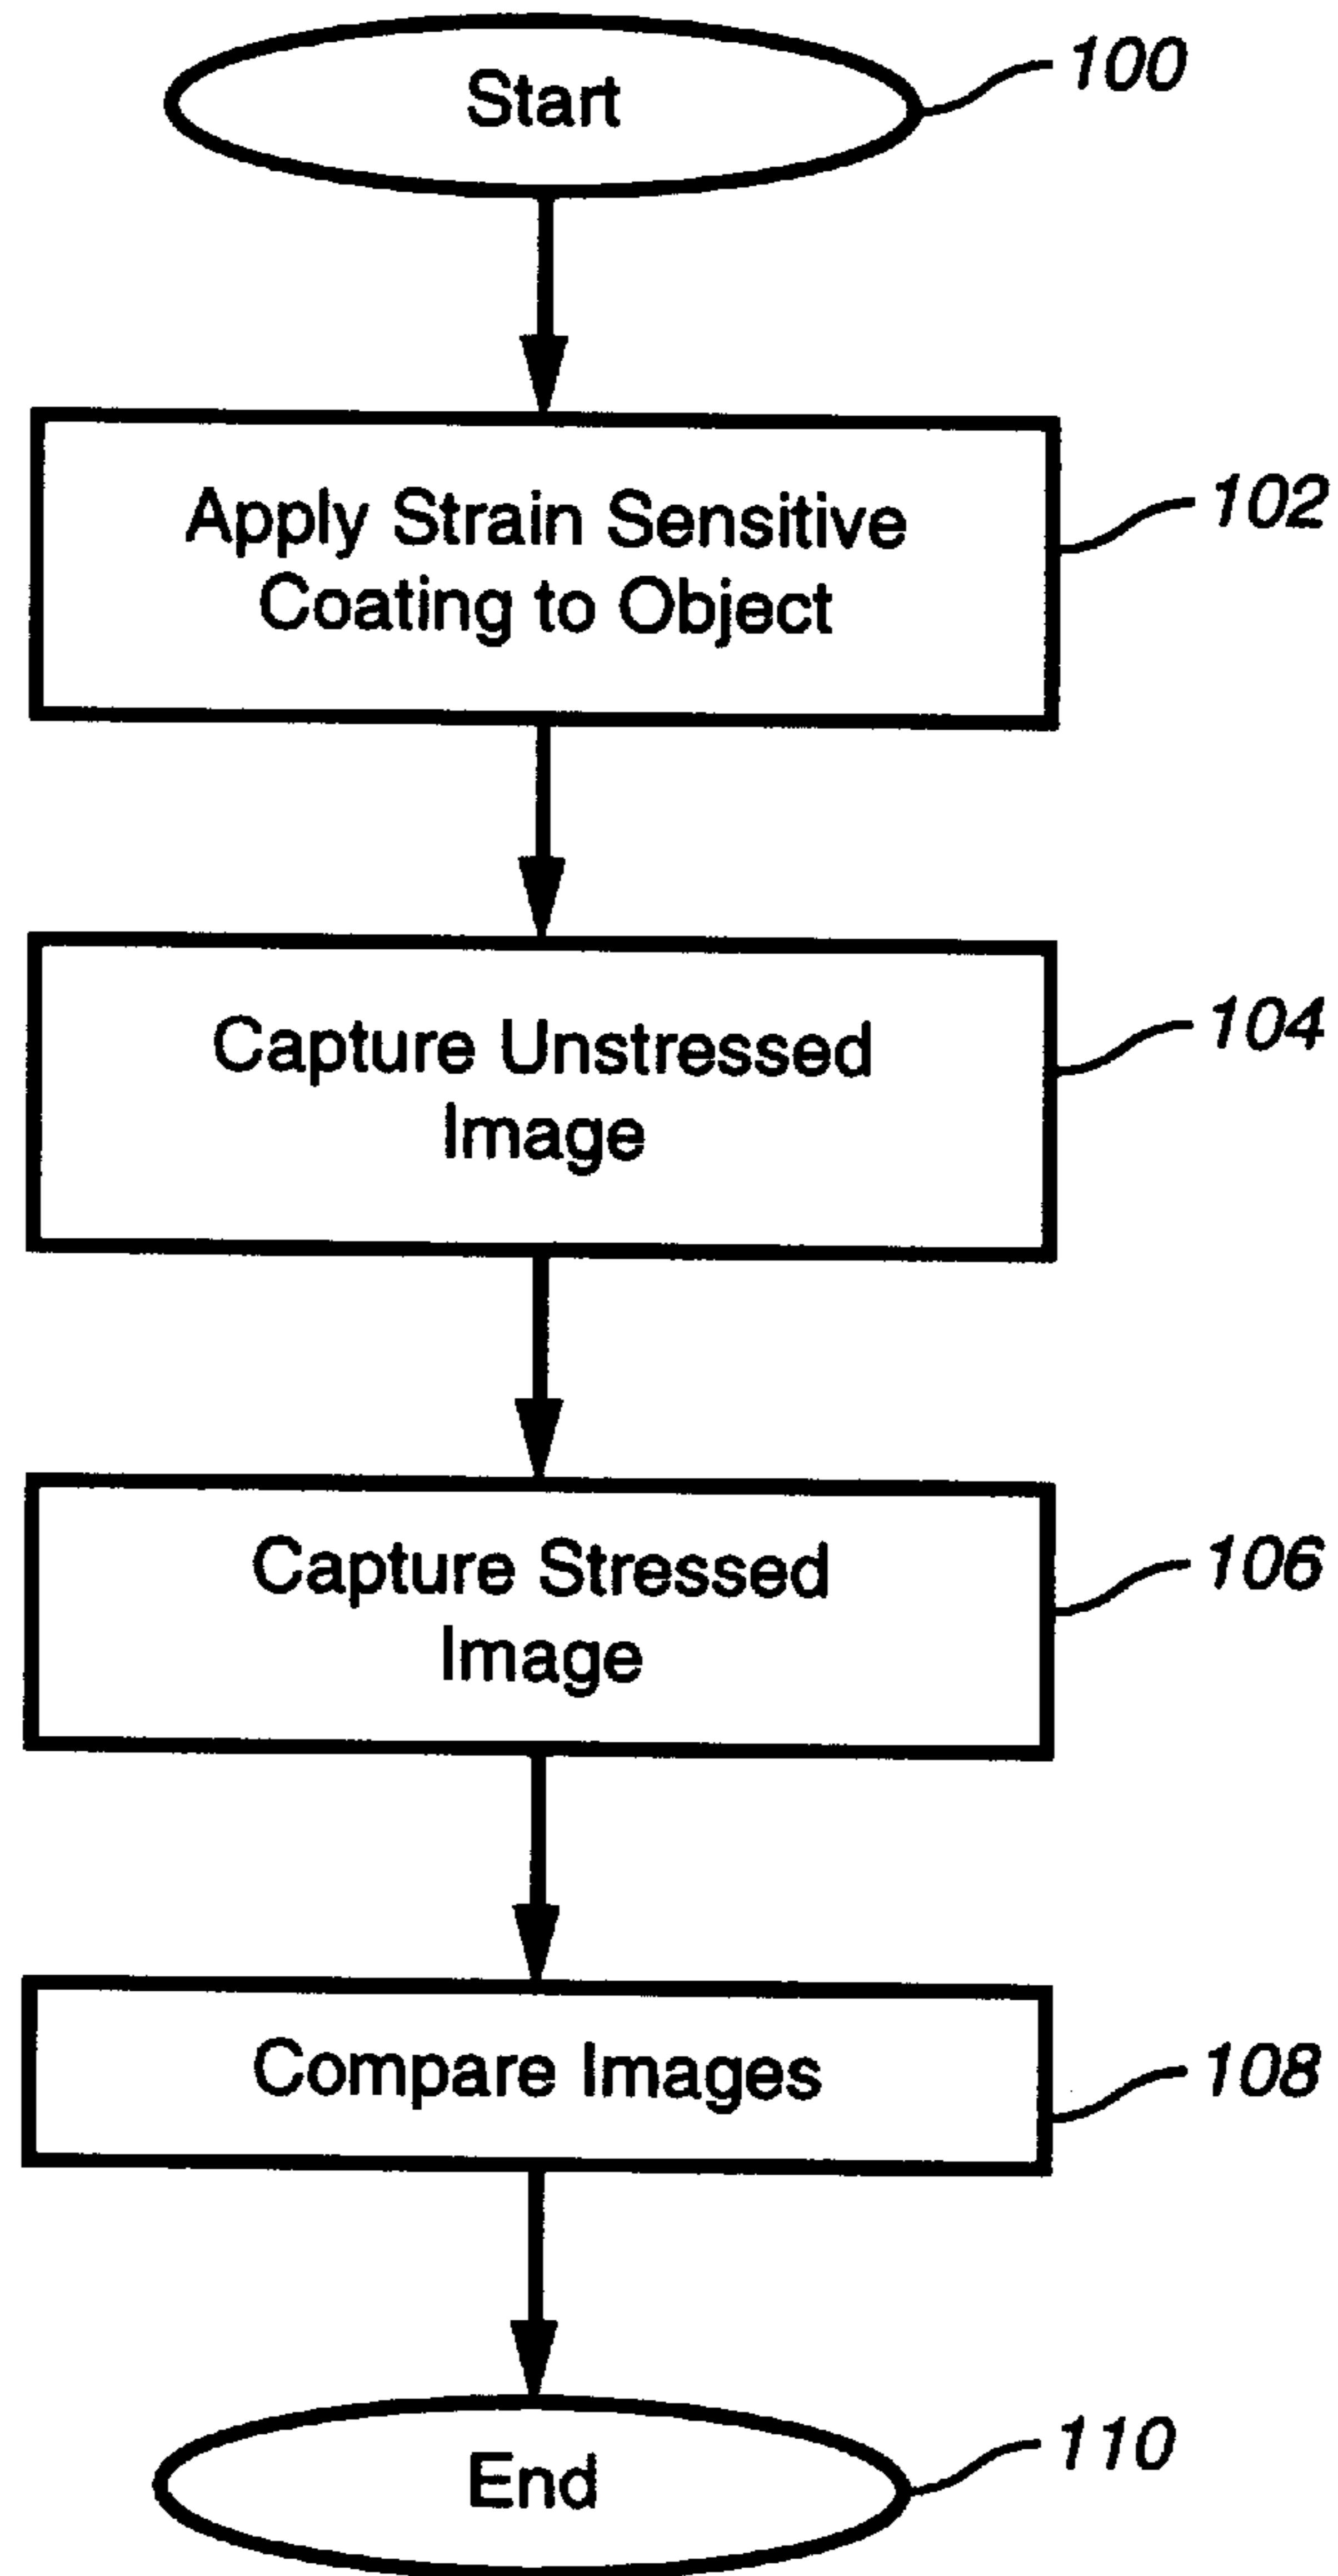 Start
100
Apply Strain Sensitive
Coating to Object
102
Capture Unstressed
Image
104
Capture Stressed
Image
106
Compare Images
108
End
110